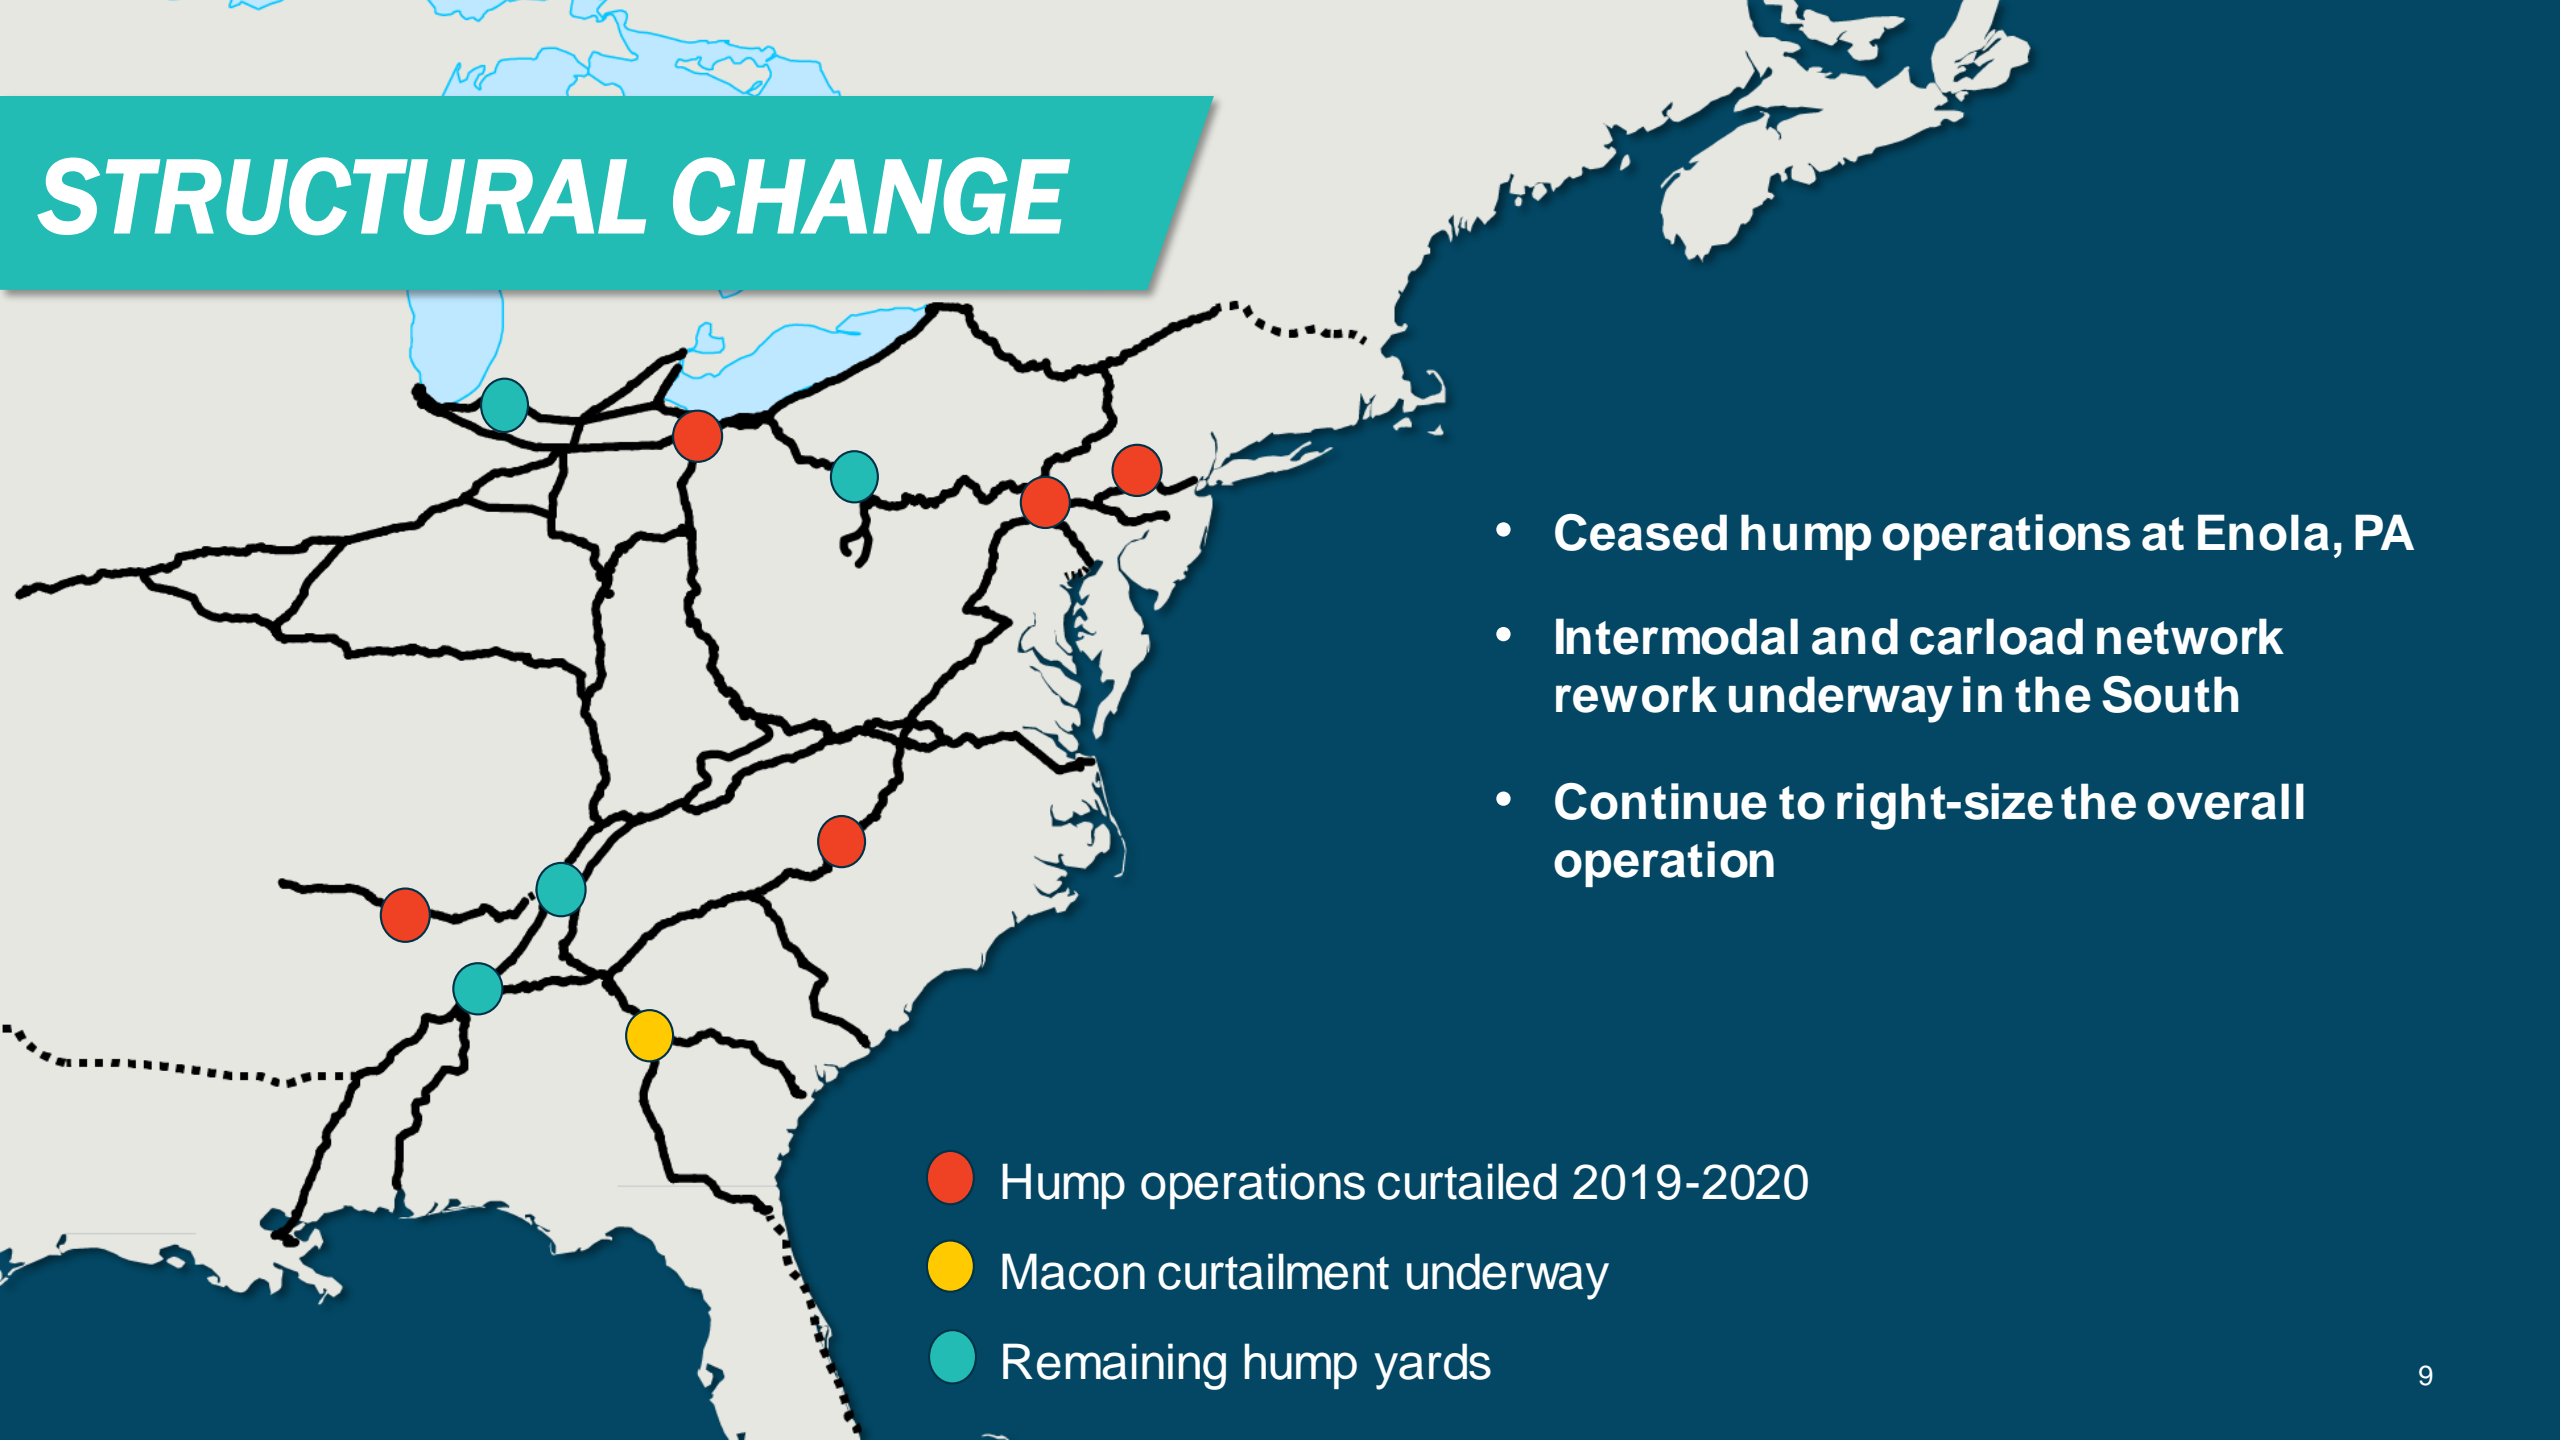 STRUCTURAL CHANGE
• Ceased hump operations at Enola, PA
• Intermodal and carload network
rework underway in the South
• Continue to right-size the overall
operation
Hump operations curtailed 2019-2020
Macon curtailment underway
Remaining hump yards
9